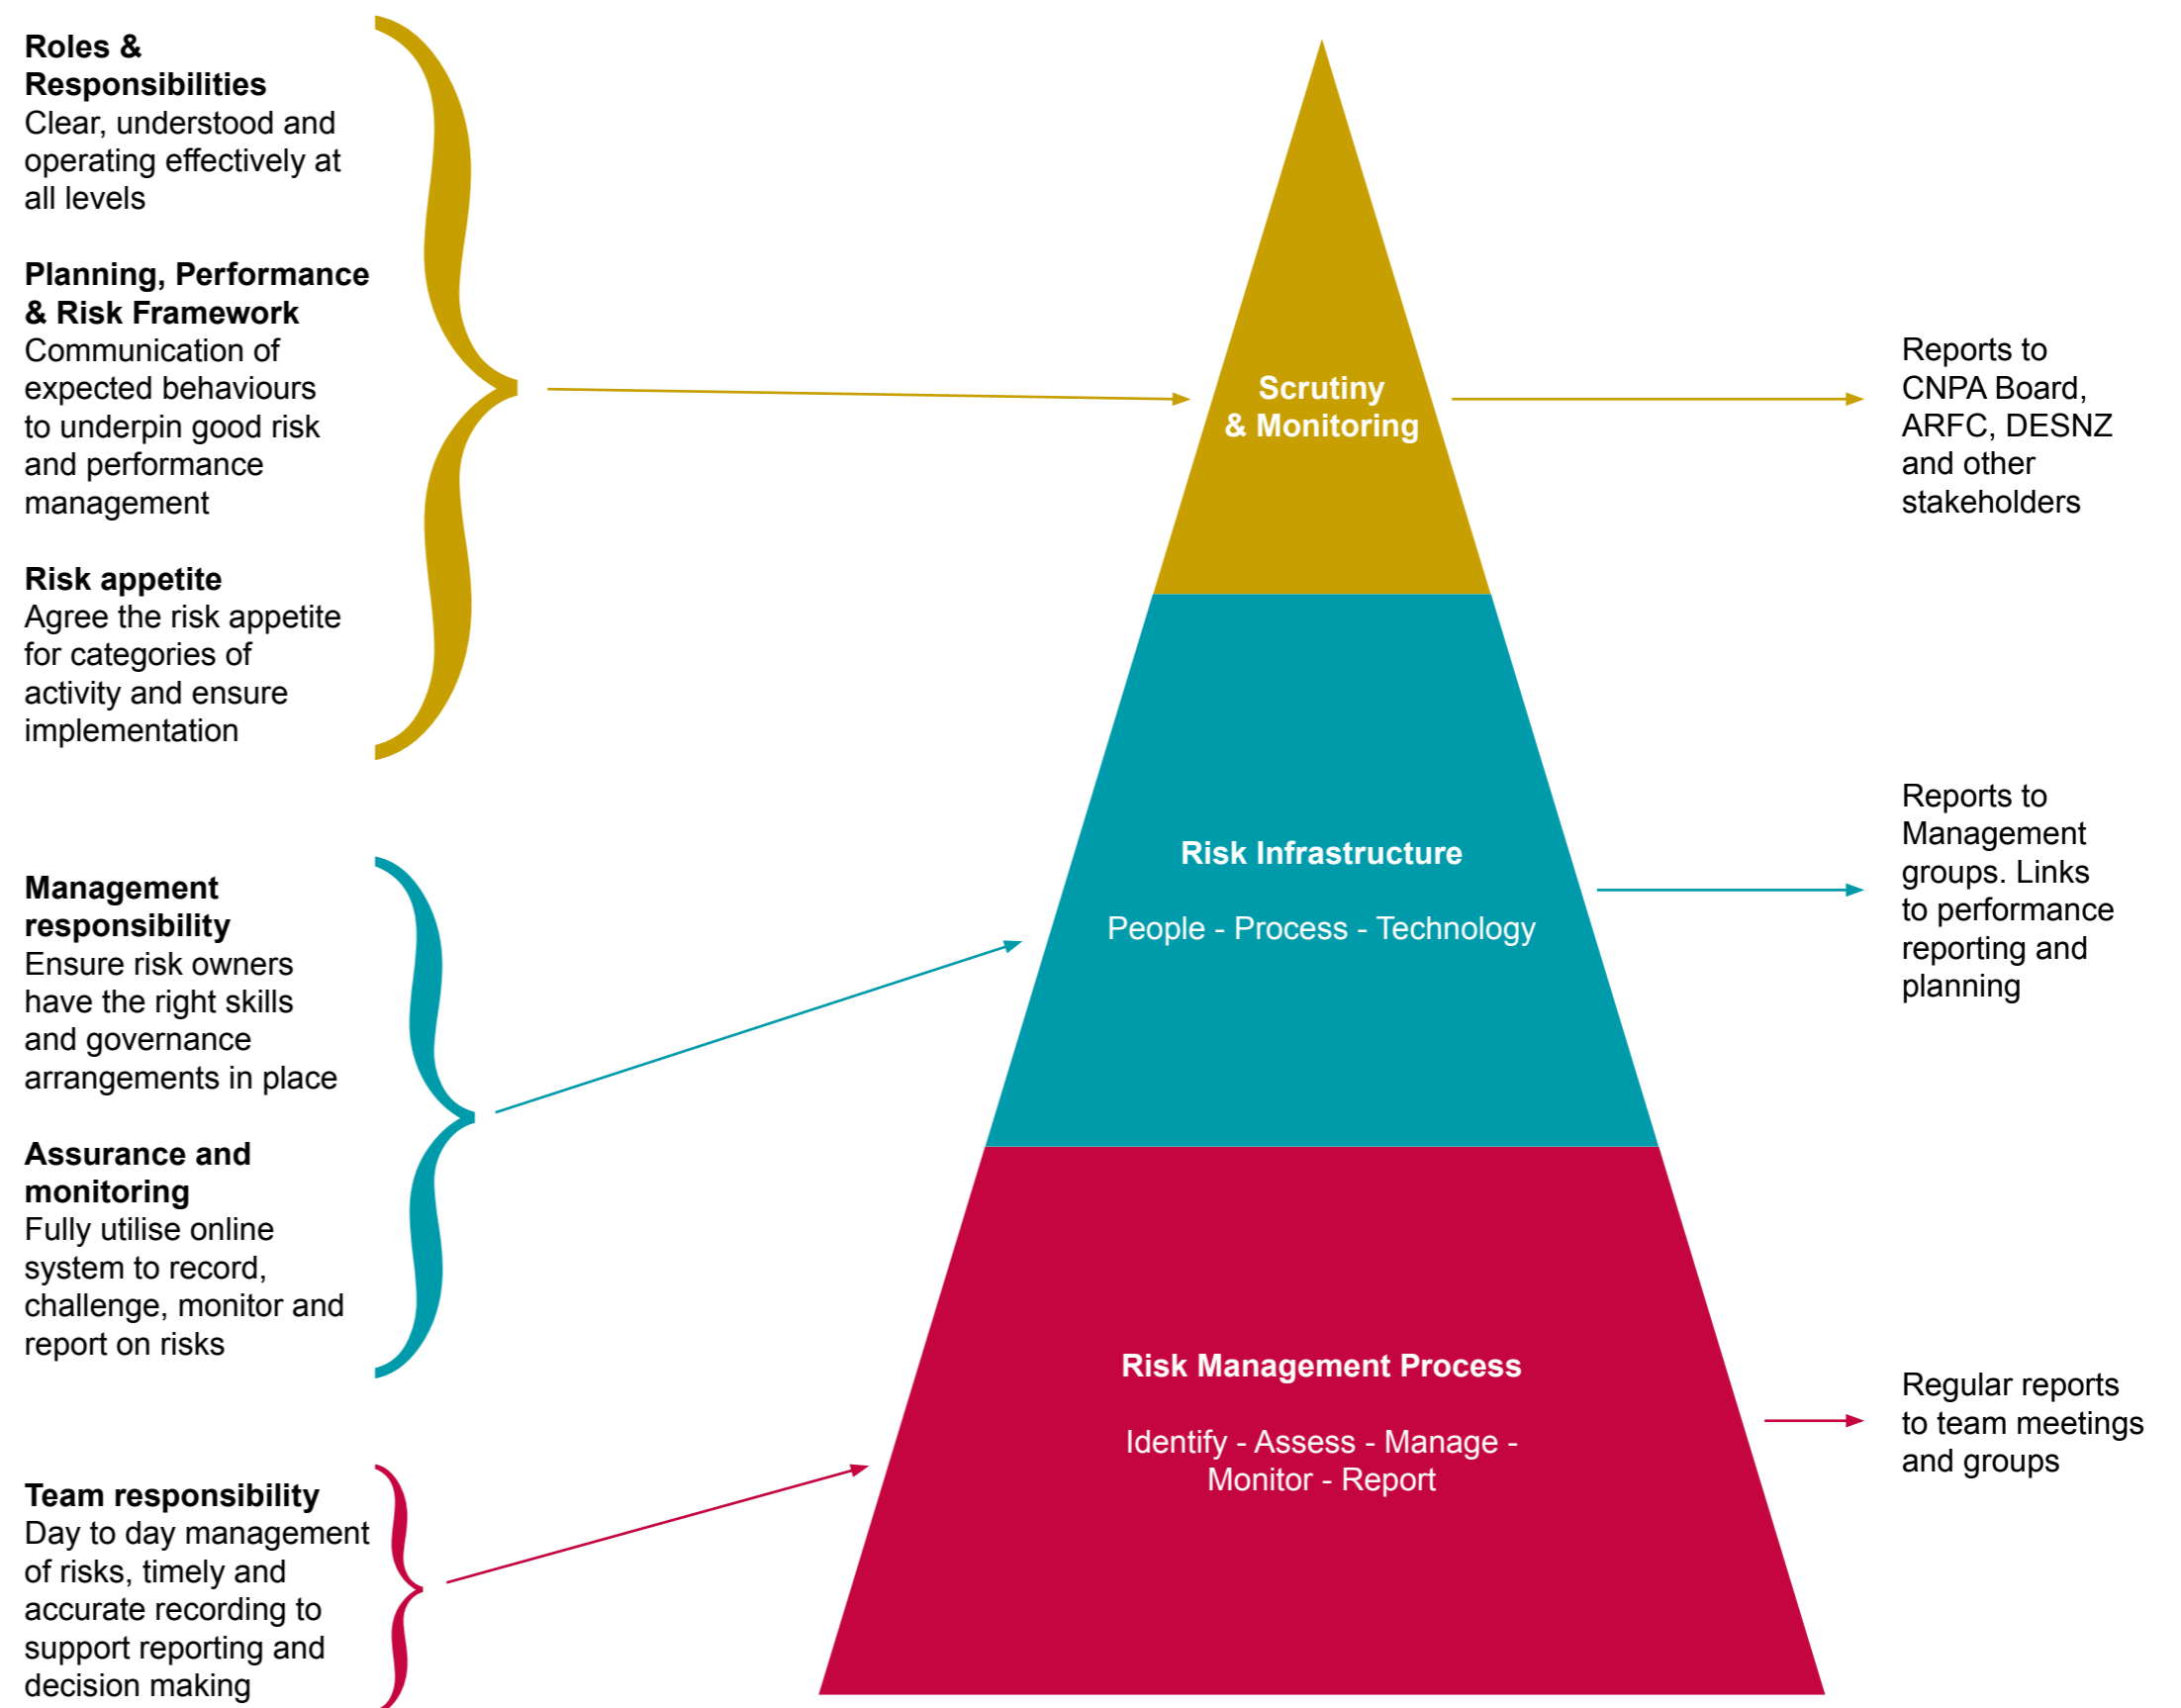 Roles &
Responsibilities
Clear, understood and
operating effectively at
all levels
Planning, Performance
& Risk Framework
Communication of
expected behaviours
to underpin good risk
and performance
management
Risk appetite
Agree the risk appetite
for categories of
activity and ensure
implementation
Management
responsibility
Ensure risk owners
have the right skills
and governance
arrangements in place
Assurance and
monitoring
Fully utilise online
system to record,
challenge, monitor and
report on risks
Team responsibility
Day to day management
of risks, timely and
accurate recording to
support reporting and
decision making
Scrutiny
& Monitoring
Risk Infrastructure
People - Process - Technology
Risk Management Process
Identify - Assess - Manage -
Monitor - Report
Reports to
CNPA Board,
ARFC, DESNZ
and other
stakeholders
Reports to
Management
groups. Links
to performance
reporting and
planning
Regular reports
to team meetings
and groups